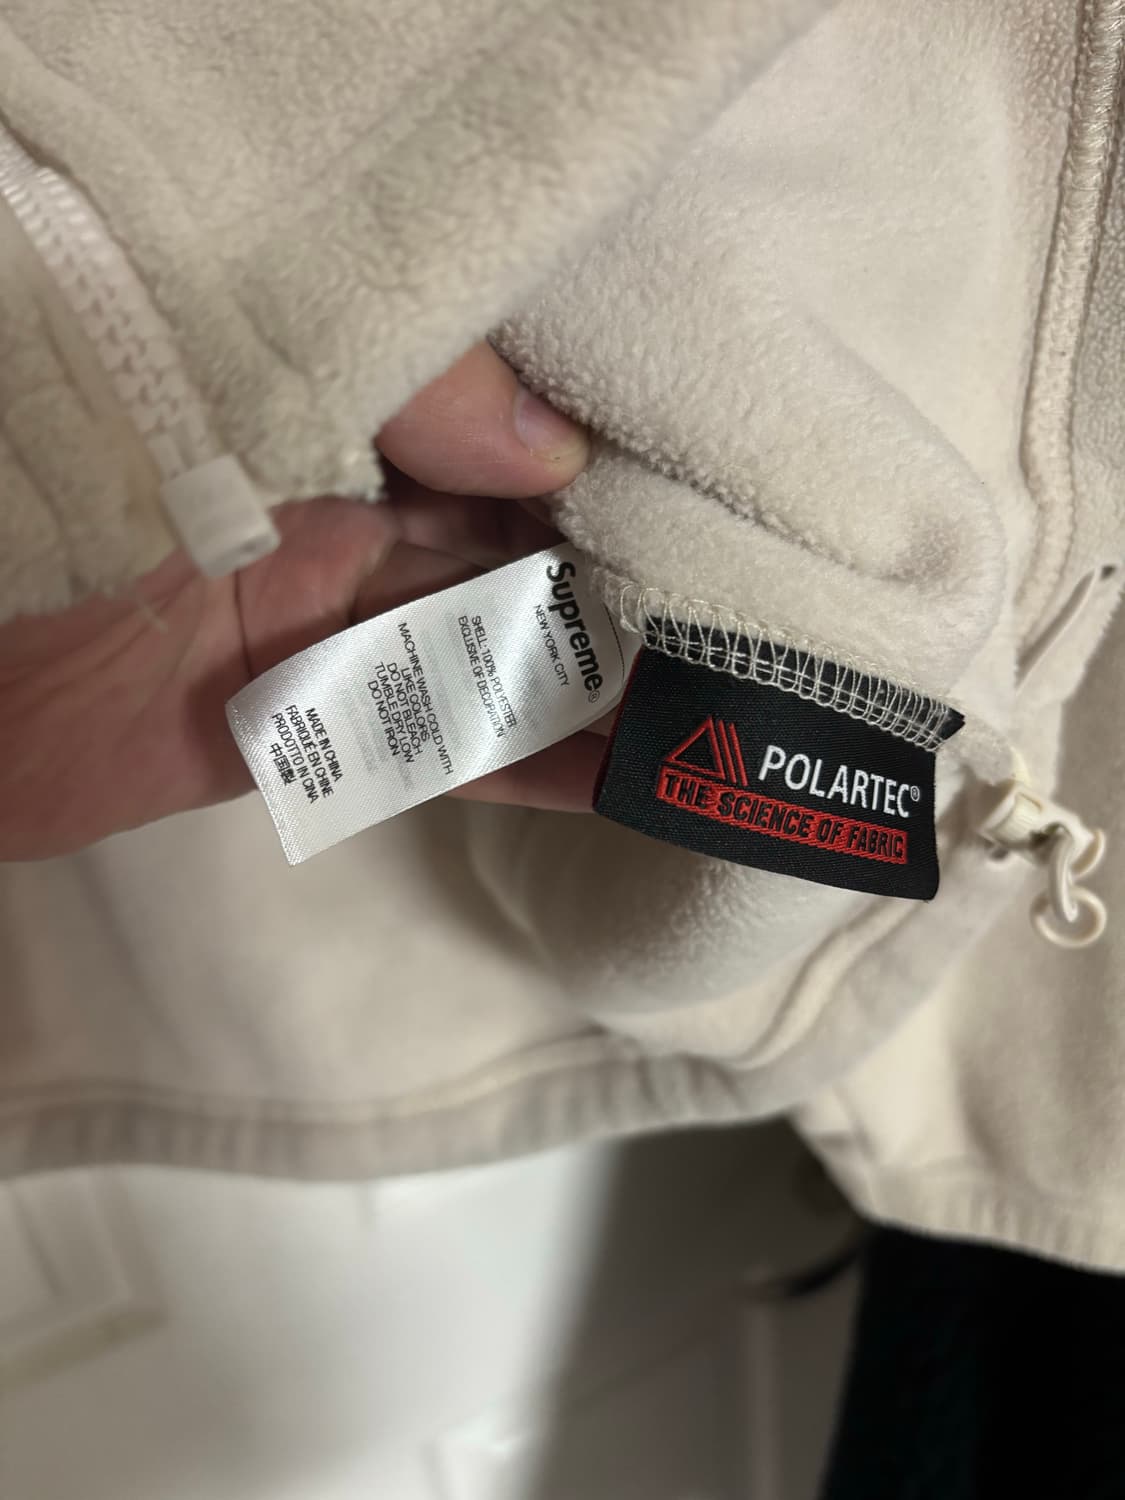 Supreme®
NEW YORK CITY
SHELL: 100% POLYESTER
EXCLUSIVE OF DECORATION
MACHINE WASH COLD WITH
LIKE COLORS
DO NOT BLEACH
TUMBLE DRY LOW
DO NOT IRON
MADE IN CHINA
FABRIQUE EN CHINE
PRODOTTO IN CINA
中国製
POLARTEC®
THE SCIENCE OF FABRIC